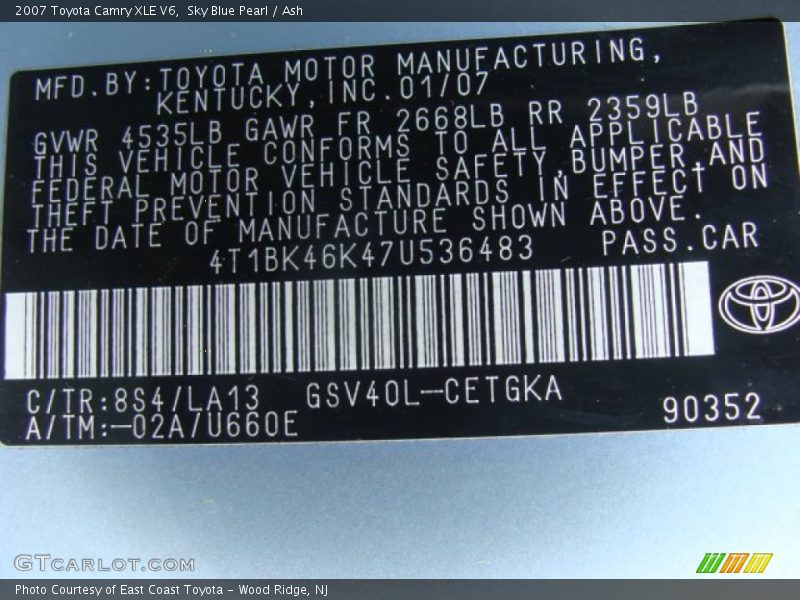 2007 Toyota Camry XLE V6, Sky Blue Pearl / Ash
MFD.BY:TOYOTA MOTOR MANUFACTURING,
KENTUCKY,INC.01/07
GVWR 4535LB GAWR FR 2668LB RR 2359LB
THIS VEHICLE CONFORMS TO ALL APPLICABLE
FEDERAL MOTOR VEHICLE SAFETY,BUMPER,AND
THEFT PREVENTION STANDARDS IN EFFECT ON
THE DATE OF MANUFACTURE SHOWN ABOVE.
4T1BK46K47U536483 PASS.CAR
C/TR:8S4/LA13 GSV40L-CETGKA
A/TM:-02A/U660E 90352
GTCARLOT.COM
Photo Courtesy of East Coast Toyota - Wood Ridge, NJ